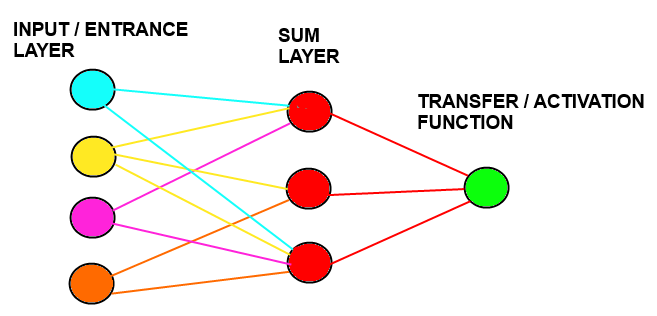 INPUT / ENTRANCE
LAYER
SUM
LAYER
TRANSFER / ACTIVATION
FUNCTION